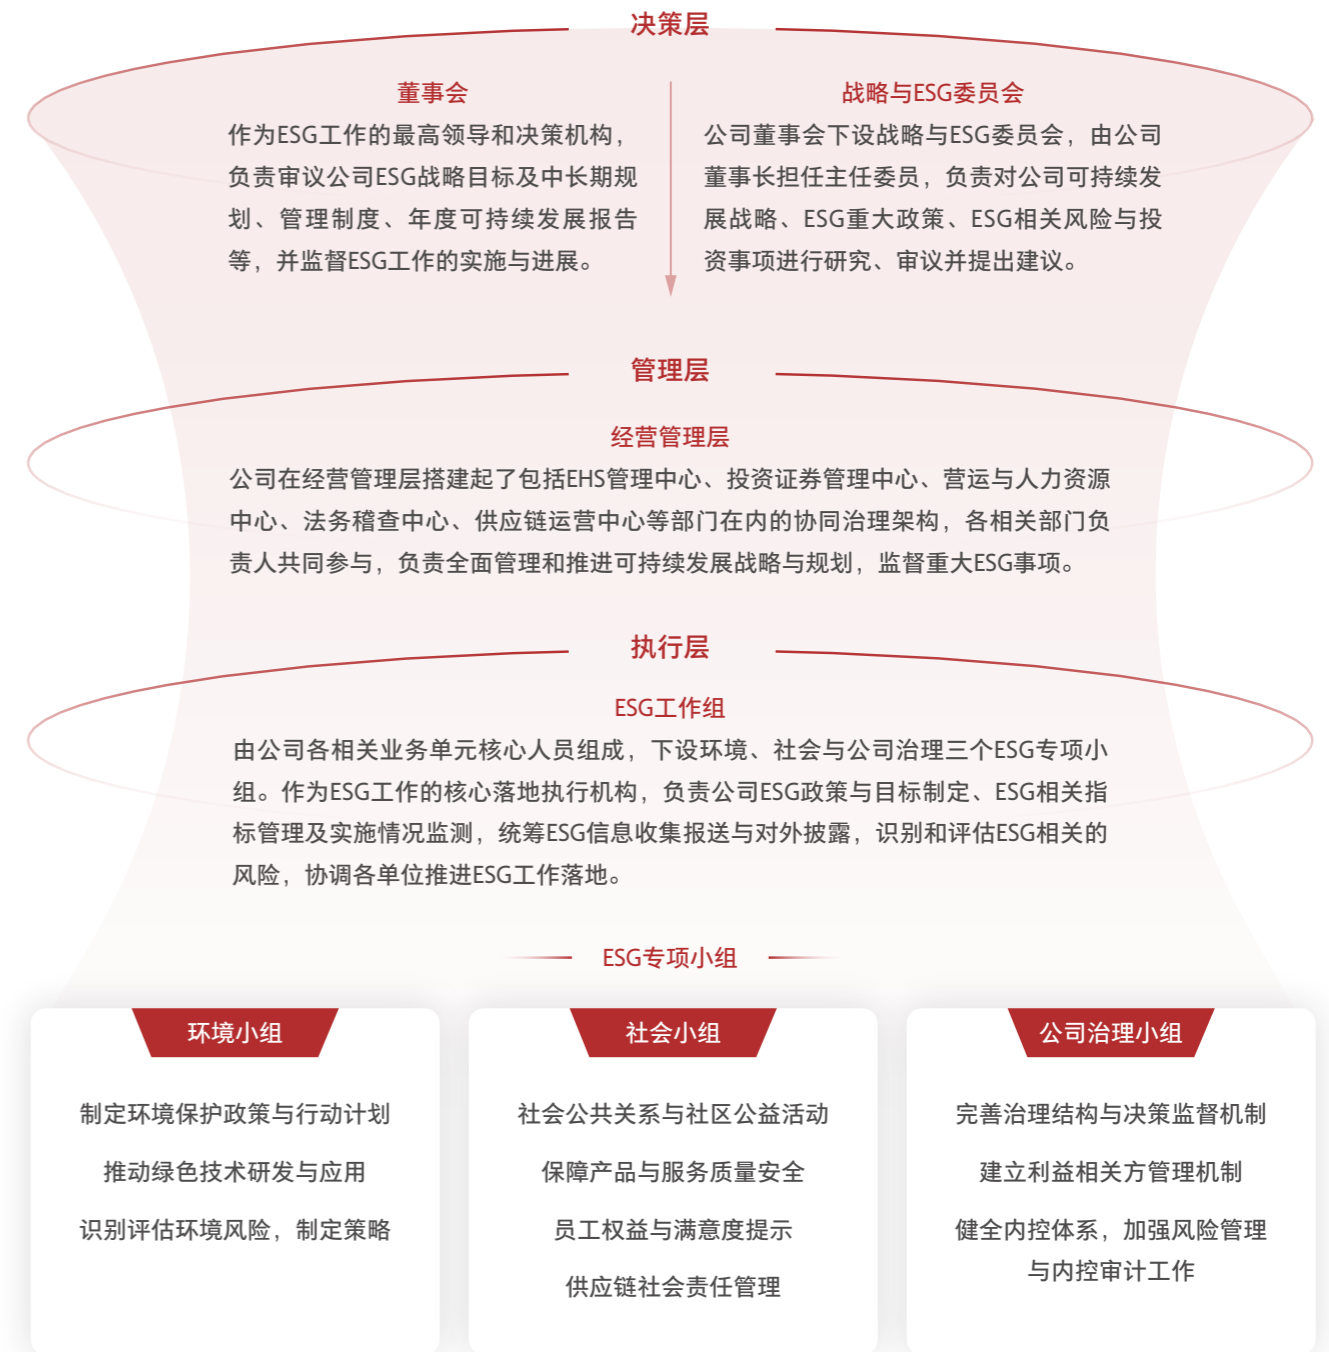 决策层
董事会
作为ESG工作的最高领导和决策机构，
负责审议公司ESG战略目标及中长期规
划、管理制度、年度可持续发展报告
等，并监督ESG工作的实施与进展。
战略与ESG委员会
公司董事会下设战略与ESG委员会，由公司
董事长担任主任委员，负责对公司可持续发
展战略、ESG重大政策、ESG相关风险与投
资事项进行研究、审议并提出建议。
管理层
经营管理层
公司在经营管理层搭建起了包括EHS管理中心、投资证券管理中心、营运与人力资源
中心、法务稽查中心、供应链运营中心等部门在内的协同治理架构，各相关部门负
责人共同参与，负责全面管理和推进可持续发展战略与规划，监督重大ESG事项。
执行层
ESG工作组
由公司各相关业务单元核心人员组成，下设环境、社会与公司治理三个ESG专项小
组。作为ESG工作的核心落地执行机构，负责公司ESG政策与目标制定、ESG相关指
标管理及实施情况监测，统筹ESG信息收集报送与对外披露，识别和评估ESG相关的
风险，协调各单位推进ESG工作落地。
ESG专项小组
环境小组
制定环境保护政策与行动计划
推动绿色技术研发与应用
识别评估环境风险，制定策略
社会小组
社会公共关系与社区公益活动
保障产品与服务质量安全
员工权益与满意度提示
供应链社会责任管理
公司治理小组
完善治理结构与决策监督机制
建立利益相关方管理机制
健全内控体系，加强风险管理
与内控审计工作